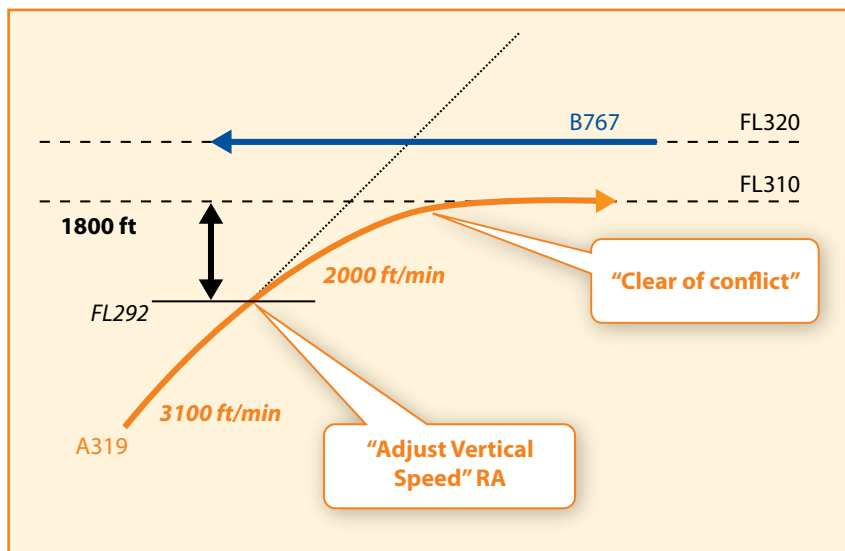 B767
FL320
FL310
1800 ft
2000 ft/min
“Clear of conflict”
FL292
3100 ft/min
A319
“Adjust Vertical
Speed” RA